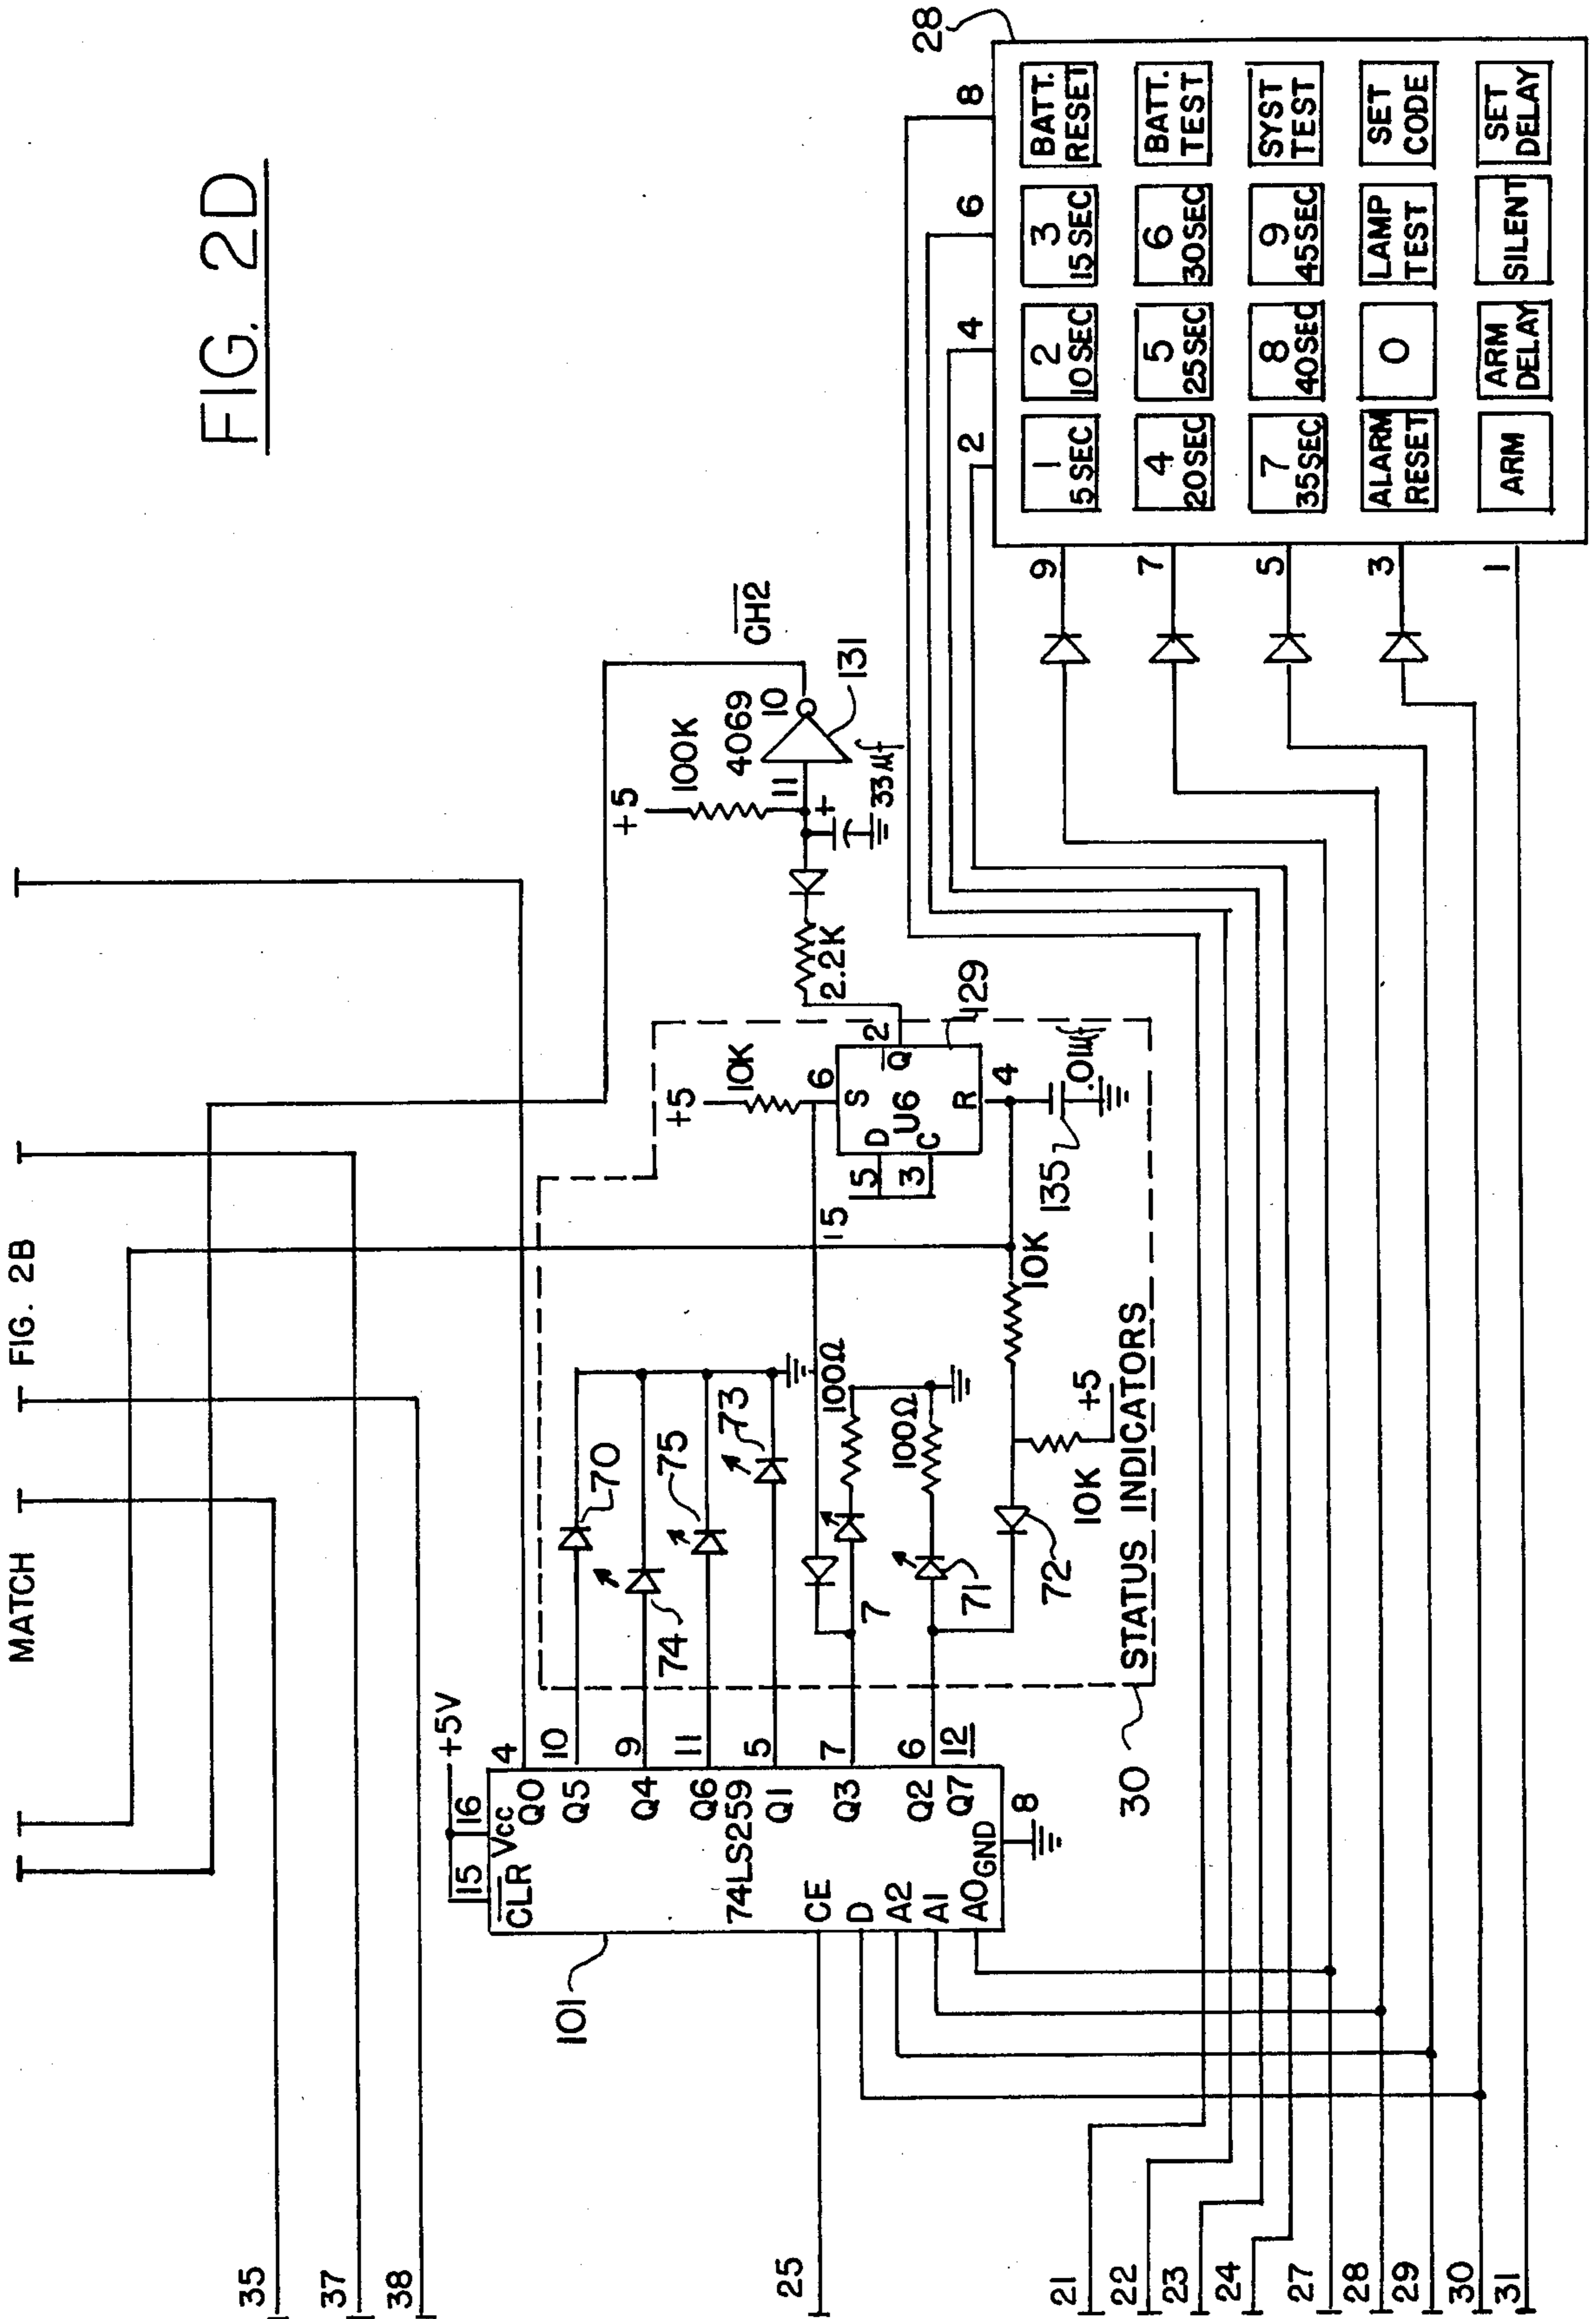 FIG. 2D
MATCH FIG. 2B
35
37
38
25
21
22
23
24
27
28
29
30
31
101
+5V
15
16
CLR
Vcc
74LS259
CE
D
A2
A1
A0
GND
8
Q0
4
Q5
10
Q4
9
Q6
11
Q1
5
Q3
7
Q2
6
Q7
12
70
74
75
73
100Ω
7
100Ω
71
72
10K
+5
10K
15
STATUS INDICATORS
30
+5
10K
6
S
D
U6
C
R
Q
5
3
2
4
129
135
.01μf
2.2K
+5
100K
4069
11
10
131
+
33μf
CH2
28
2
4
6
8
9
7
5
3
1
1
5 SEC
2
10SEC
3
15 SEC
BATT.
RESET
4
20SEC
5
25SEC
6
30SEC
BATT.
TEST
7
35SEC
8
40SEC
9
45SEC
SYST
TEST
ALARM
RESET
0
LAMP
TEST
SET
CODE
ARM
ARM
DELAY
SILENT
SET
DELAY